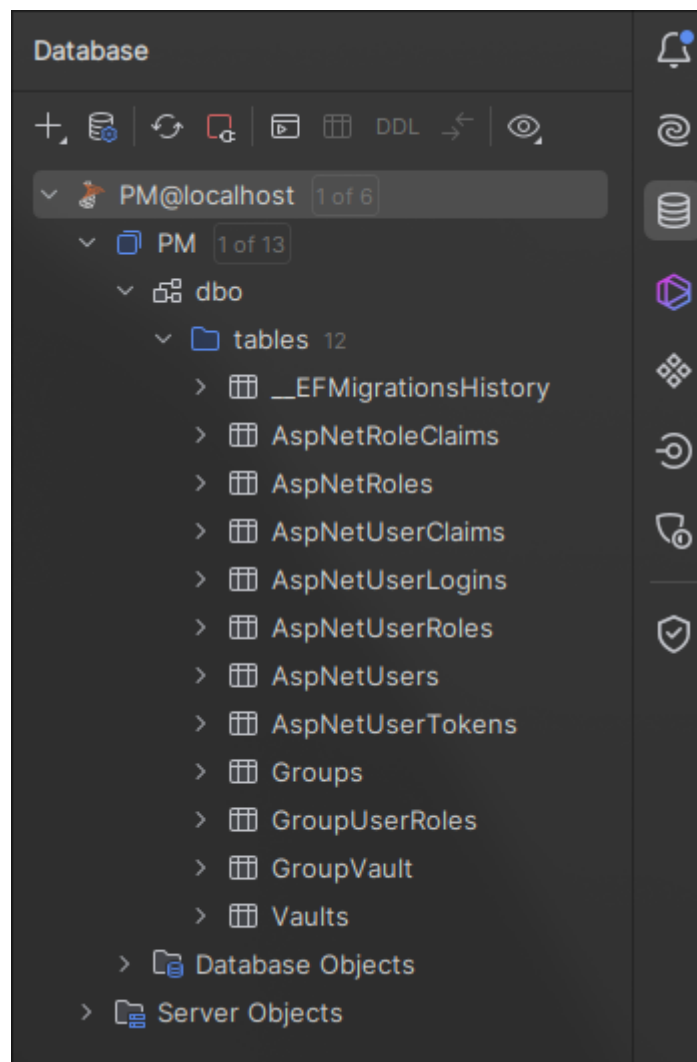 Database
DDL
PM@localhost 1 of 6
PM 1 of 13
dbo
tables 12
__EFMigrationsHistory
AspNetRoleClaims
AspNetRoles
AspNetUserClaims
AspNetUserLogins
AspNetUserRoles
AspNetUsers
AspNetUserTokens
Groups
GroupUserRoles
GroupVault
Vaults
Database Objects
Server Objects